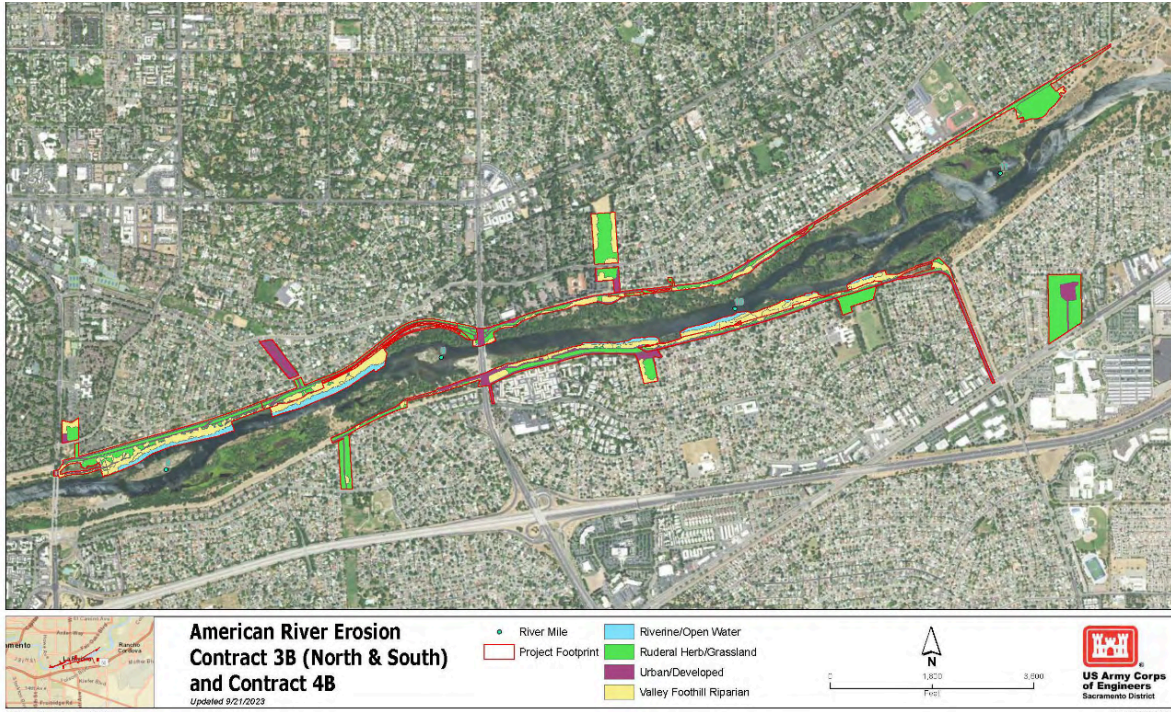 American River Erosion
Contract 3B (North & South)
and Contract 4B
Updated 9/21/2023
River Mile
Project Footprint
Riverine/Open Water
Ruderal Herb/Grassland
Urban/Developed
Valley Foothill Riparian
N
0 1,800 3,600
Feet
US Army Corps
of Engineers
Sacramento District
Rancho
Cordova